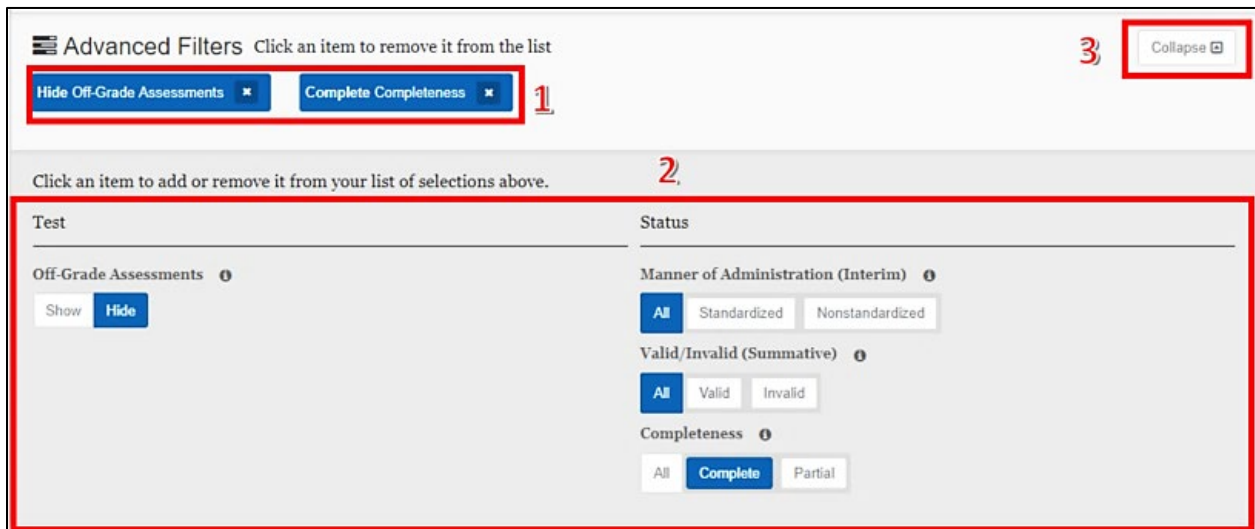 Advanced Filters Click an item to remove it from the list
3
Collapse
Hide Off-Grade Assessments ✖ Complete Completeness ✖
1
Click an item to add or remove it from your list of selections above.
2
Test
Off-Grade Assessments
Show Hide
Status
Manner of Administration (Interim)
All Standardized Nonstandardized
Valid/Invalid (Summative)
All Valid Invalid
Completeness
All Complete Partial